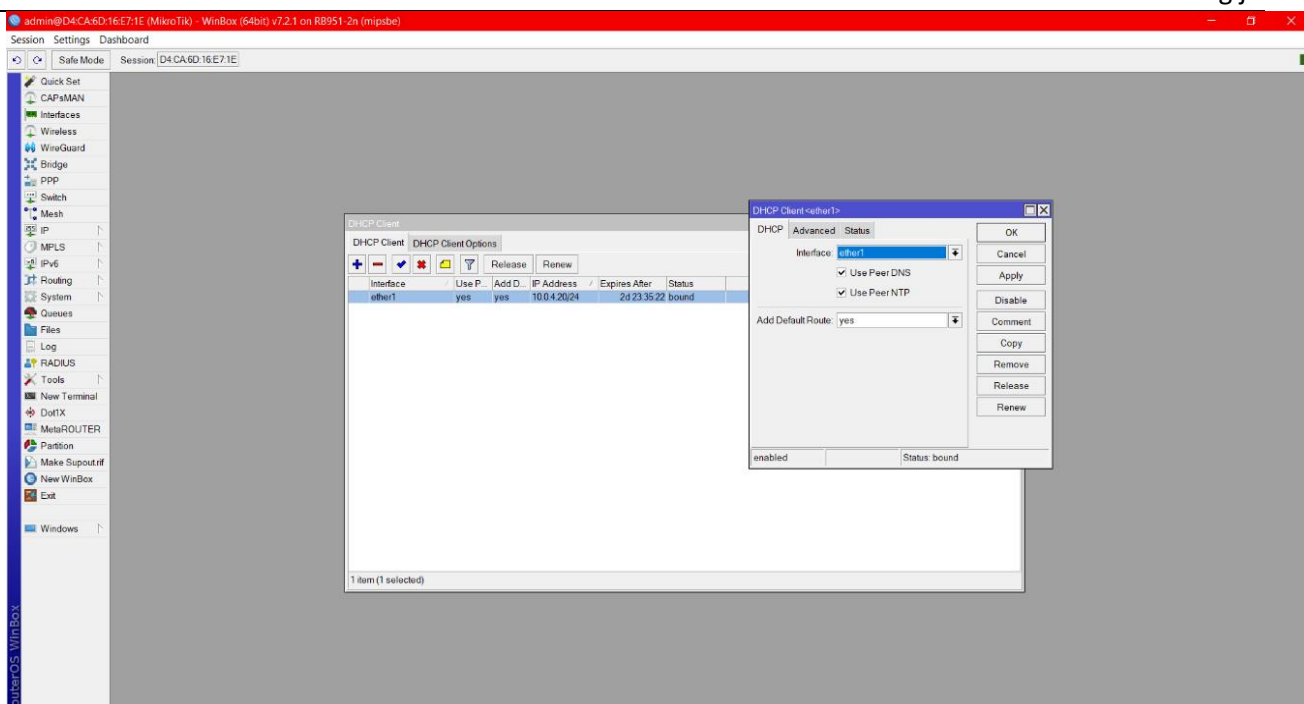 admin@D4:CA:6D:16:E7:1E (MikroTik) - WinBox (64bit) v7.2.1 on RB951-2n (mipsbe)
Session Settings Dashboard
Safe Mode Session: D4:CA:6D:16:E7:1E
Quick Set
CAPsMAN
Interfaces
Wireless
WireGuard
Bridge
PPP
Switch
Mesh
IP
MPLS
IPv6
Routing
System
Queues
Files
Log
RADIUS
Tools
New Terminal
Dot1X
MetaROUTER
Partition
Make Supout.rif
New WinBox
Exit
Windows
outerOS WinBox
DHCP Client
DHCP Client DHCP Client Options
Release Renew
Interface Use P... Add D... IP Address Expires After Status
ether1 yes yes 10.0.4.20/24 2d 23:35:22 bound
1 item (1 selected)
DHCP Client <ether1>
DHCP Advanced Status
Interface: ether1
Use Peer DNS
Use Peer NTP
Add Default Route: yes
OK
Cancel
Apply
Disable
Comment
Copy
Remove
Release
Renew
enabled Status: bound